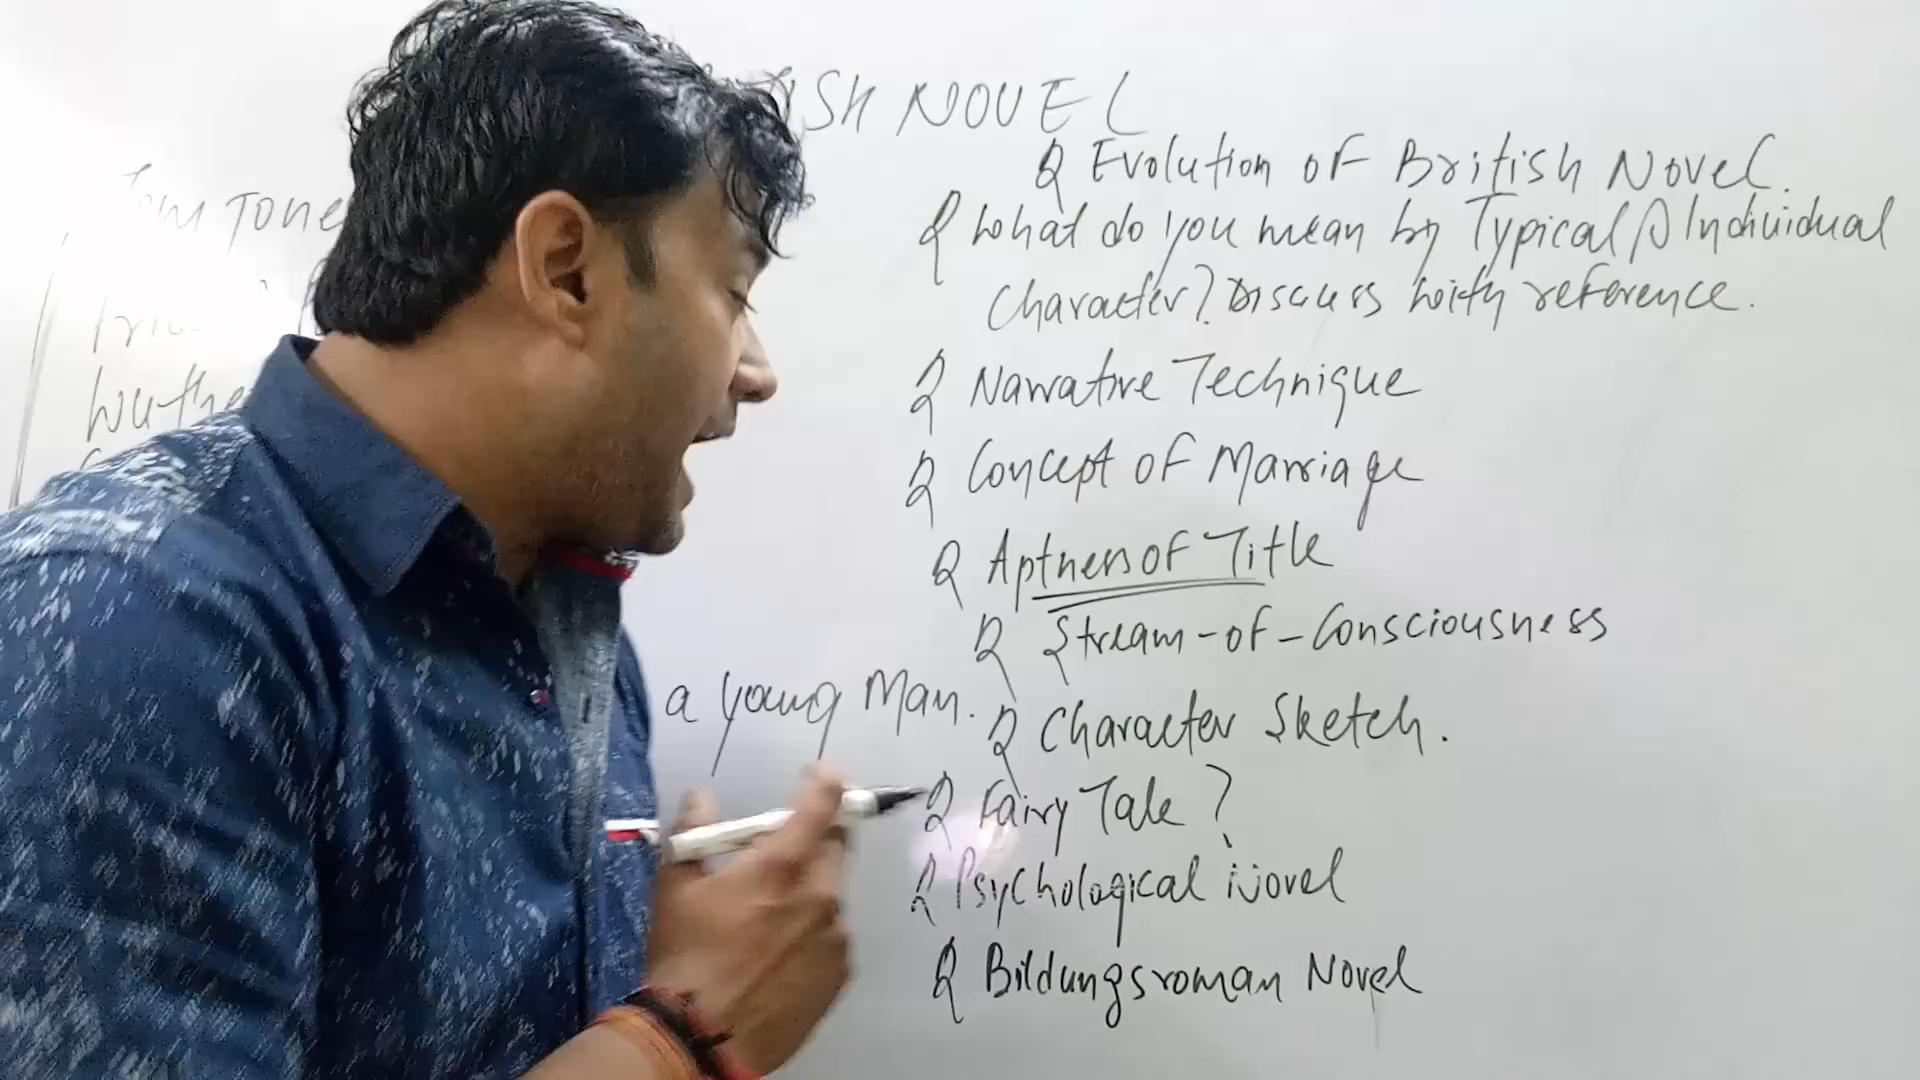 NOVEL
Tom Tone
Q Evolution of British Novel.
Q What do you mean by Typical & Individual
Character? Discuss with reference.
Q Narrative Technique
Wuthe
Q Concept of Marriage
Q Aptness of Title
Q Stream-of-Consciousness
a young Man.
Q Character Sketch.
Q Fairy Tale?
Q Psychological Novel
Q Bildungsroman Novel